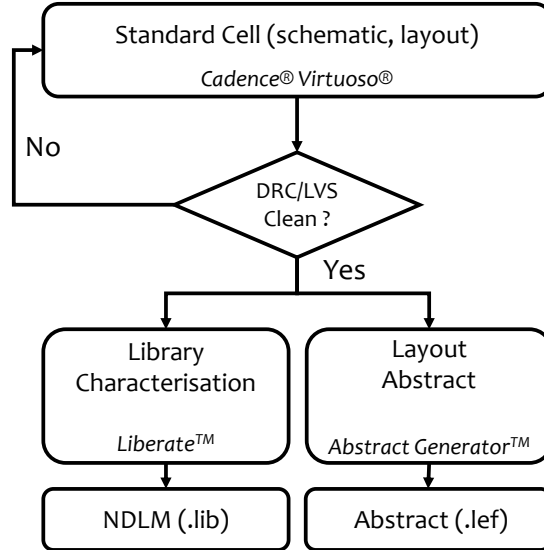 Standard Cell (schematic, layout)
Cadence® Virtuoso®
No
DRC/LVS
Clean ?
Yes
Library
Characterisation
Liberate™
Layout
Abstract
Abstract Generator™
NDLM (.lib)
Abstract (.lef)